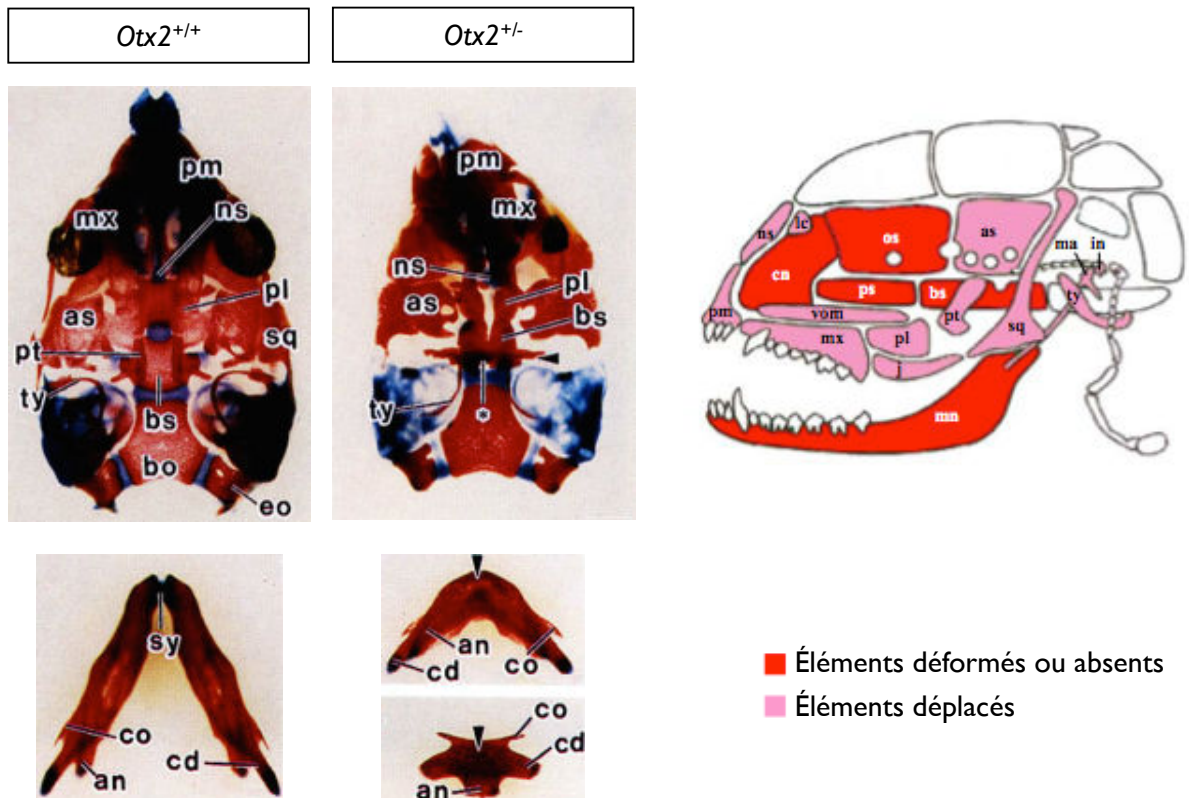 Otx2+/+
Otx2+/-
pm
mx
ns
pl
as
sq
pt
ty
bs
bo
eo
pm
mx
ns
pl
as
bs
ty
*
sy
co
cd
an
an
cd
co
co
cd
an
ns
lc
os
as
ma in
cn
ps
bs
pt
ty
pm
vom
mx
pl
sq
j
mn
Éléments déformés ou absents
Éléments déplacés